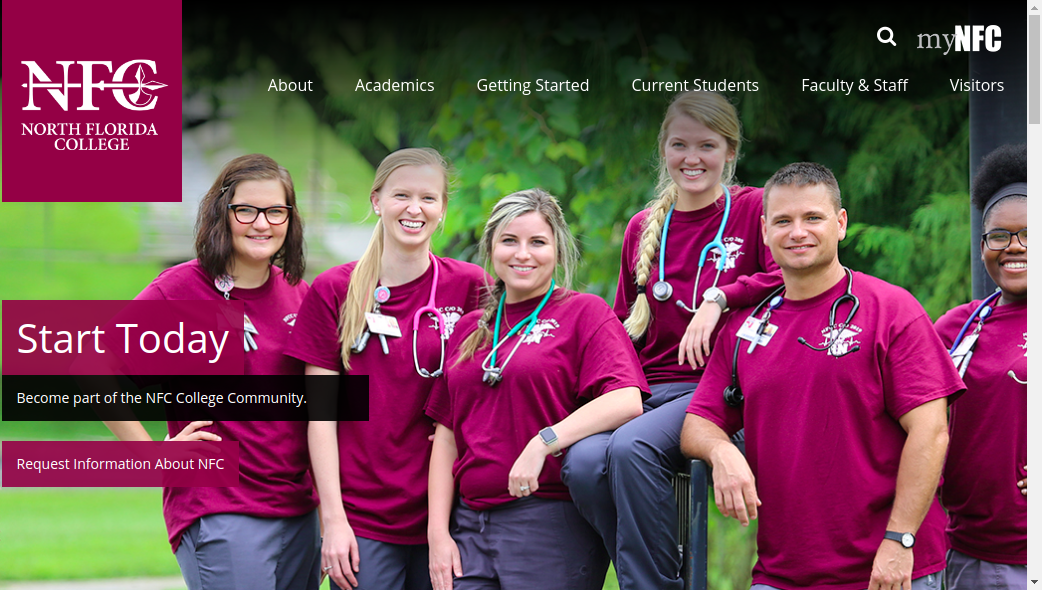 myNFC
NFC
NORTH FLORIDA
COLLEGE
About
Academics
Getting Started
Current Students
Faculty & Staff
Visitors
Start Today
Become part of the NFC College Community.
Request Information About NFC